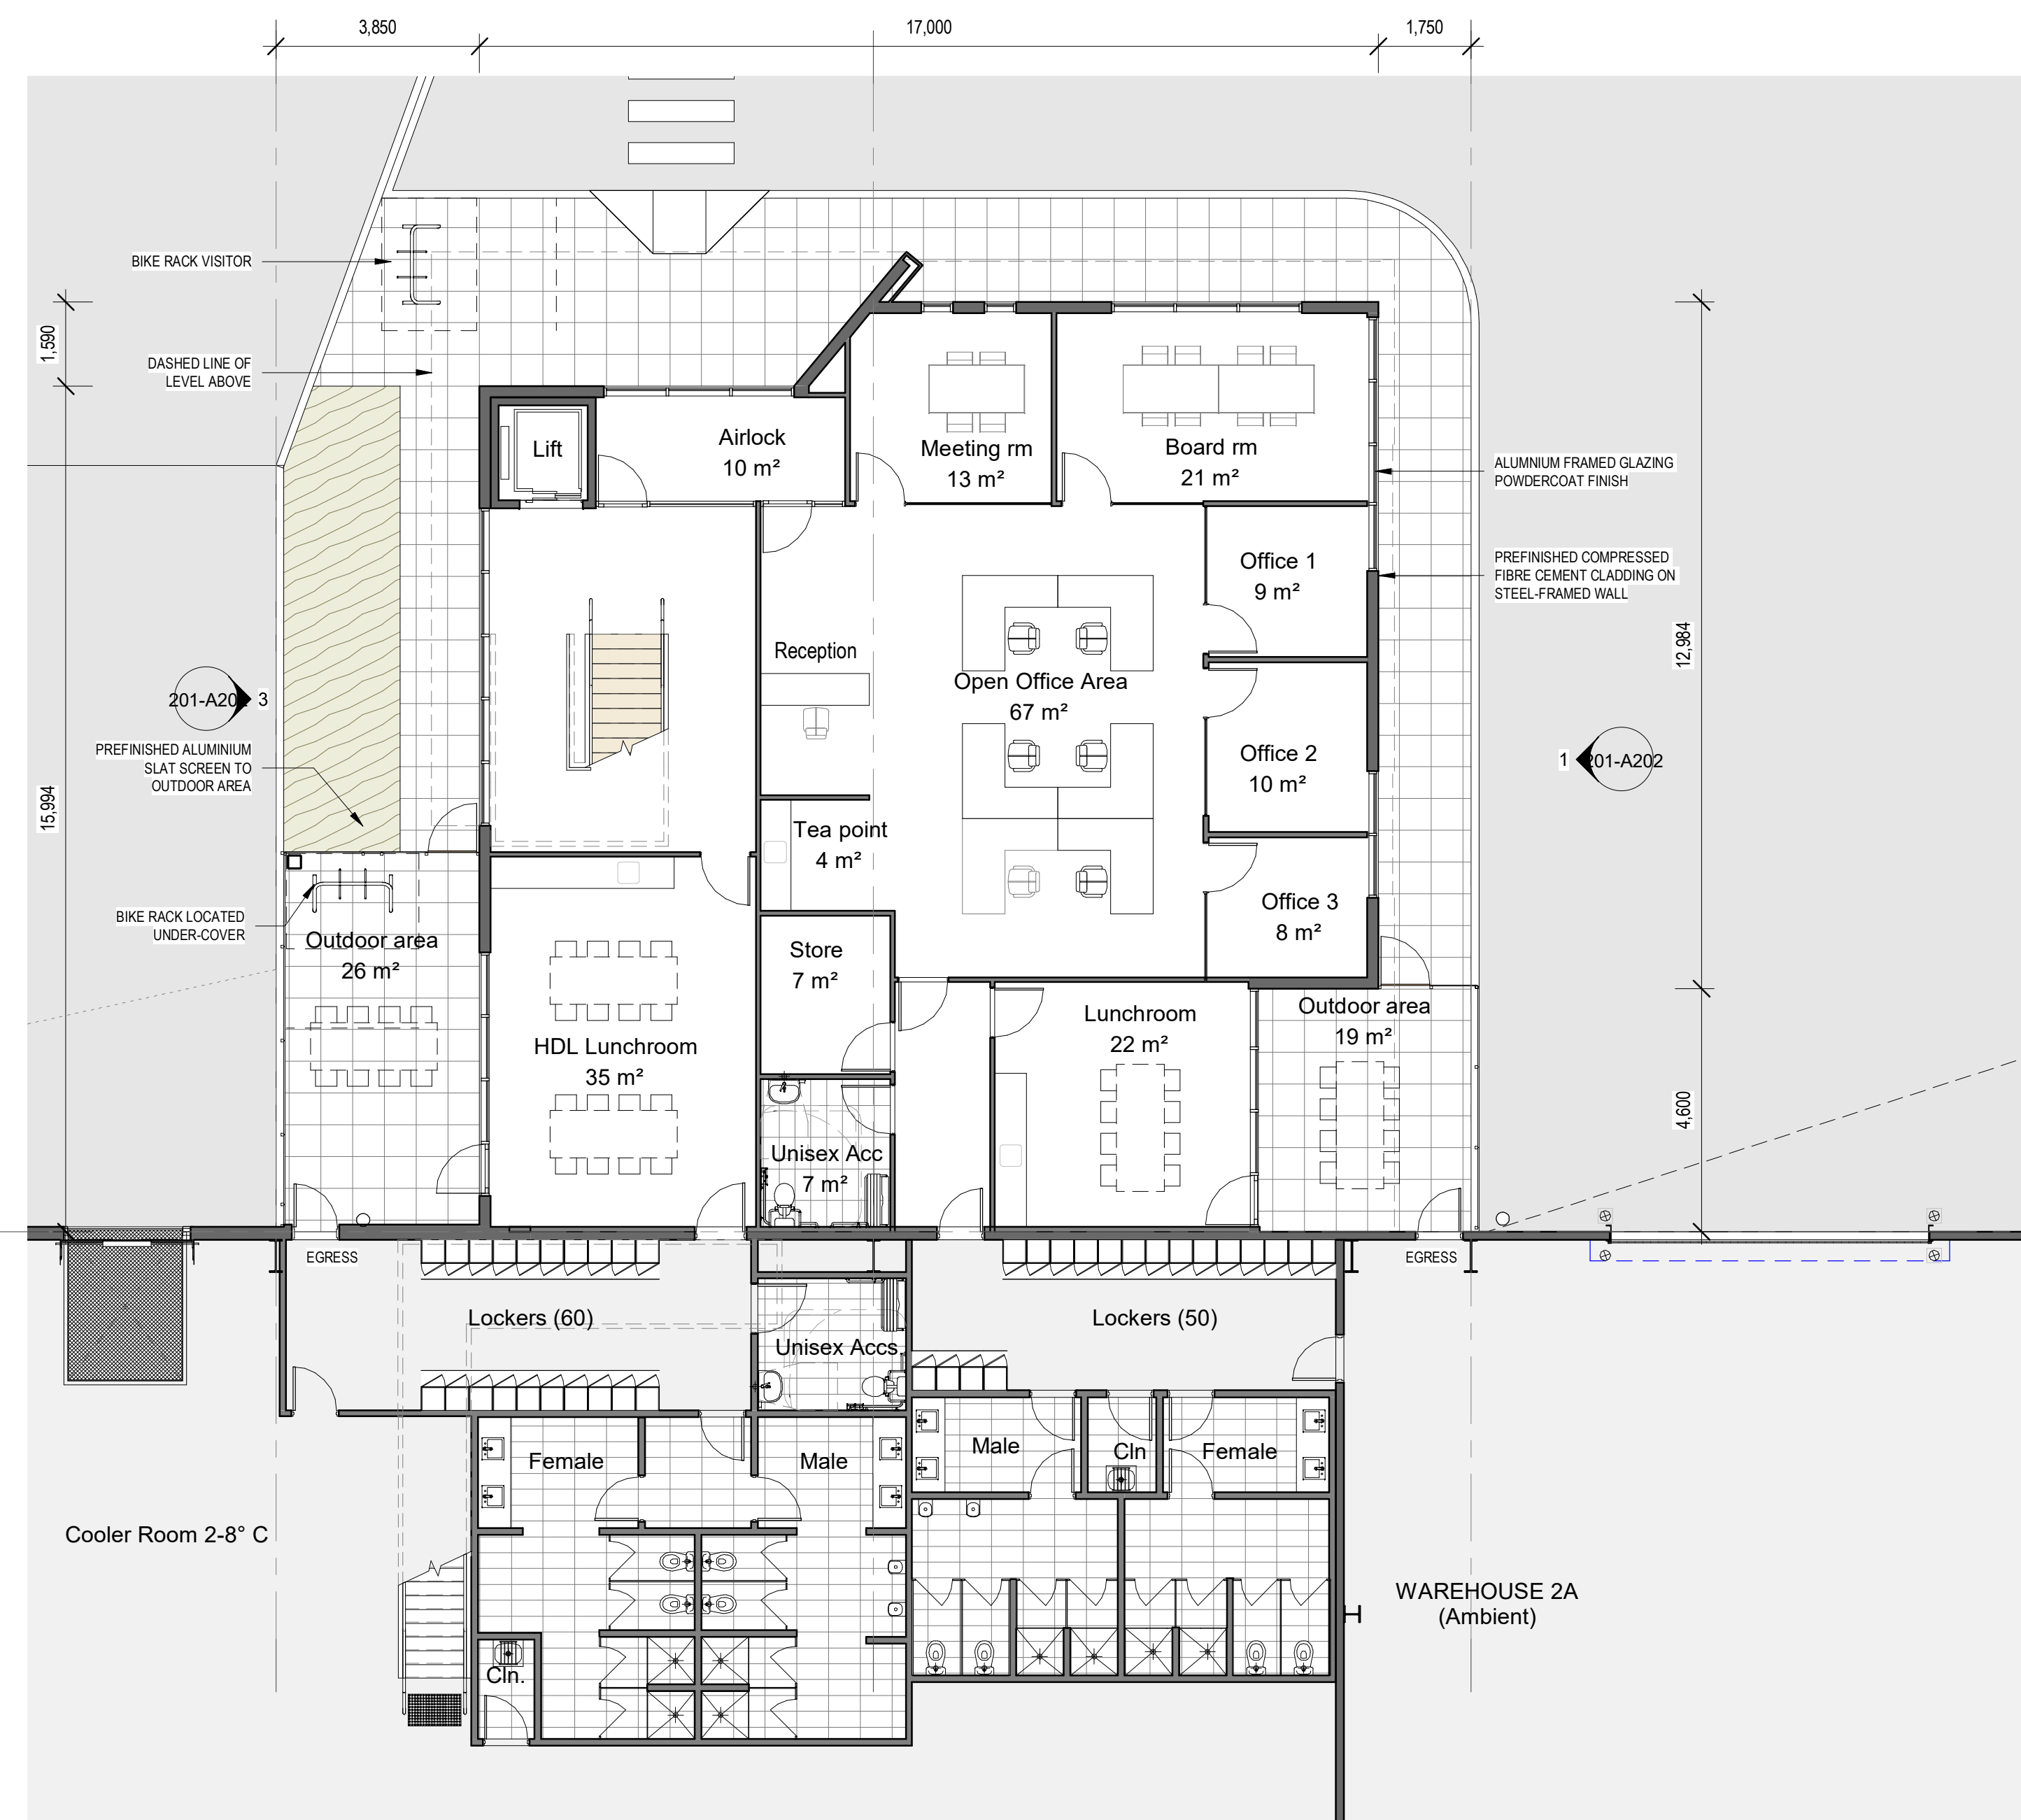 3,850
17,000
1,750
BIKE RACK VISITOR
1,590
DASHED LINE OF
LEVEL ABOVE
Lift
Airlock
10 m²
Meeting rm
13 m²
Board rm
21 m²
ALUMNIUM FRAMED GLAZING
POWDERCOAT FINISH
Office 1
9 m²
PREFINISHED COMPRESSED
FIBRE CEMENT CLADDING ON
STEEL-FRAMED WALL
12,984
Reception
Open Office Area
67 m²
3
PREFINISHED ALUMINIUM
SLAT SCREEN TO
OUTDOOR AREA
Office 2
10 m²
1
201-A202
15,994
Tea point
4 m²
BIKE RACK LOCATED
UNDER-COVER
Outdoor area
26 m²
Office 3
8 m²
Store
7 m²
HDL Lunchroom
35 m²
Lunchroom
22 m²
Outdoor area
19 m²
4,600
Unisex Acc
7 m²
EGRESS
EGRESS
Lockers (60)
Unisex Accs
Lockers (50)
Female
Male
Male
Cln
Female
Cooler Room 2-8° C
WAREHOUSE 2A
(Ambient)
Cln.